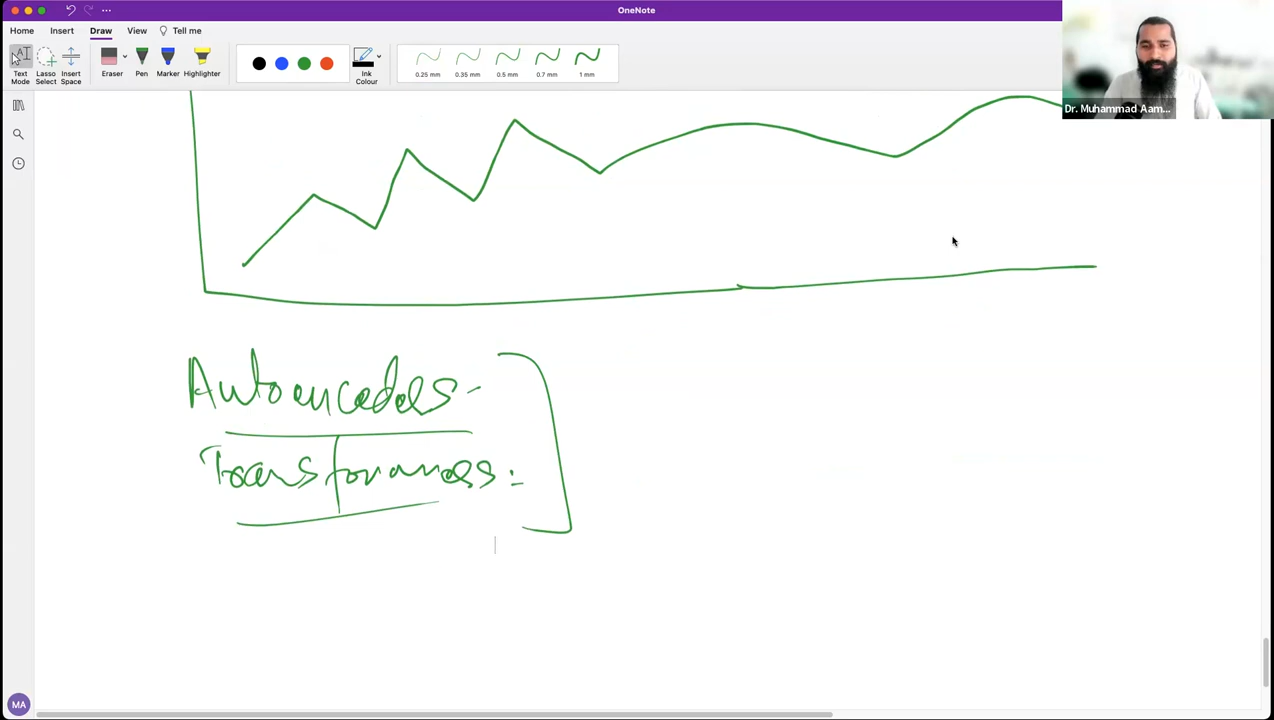 OneNote
Home Insert Draw View Tell me
Text Mode
Lasso Select
Insert Space
Eraser
Pen
Marker
Highlighter
Ink Colour
0.25 mm 0.35 mm 0.5 mm 0.7 mm 1 mm
Dr. Muhammad Aam...
Autoencoders -
Transformers :
MA